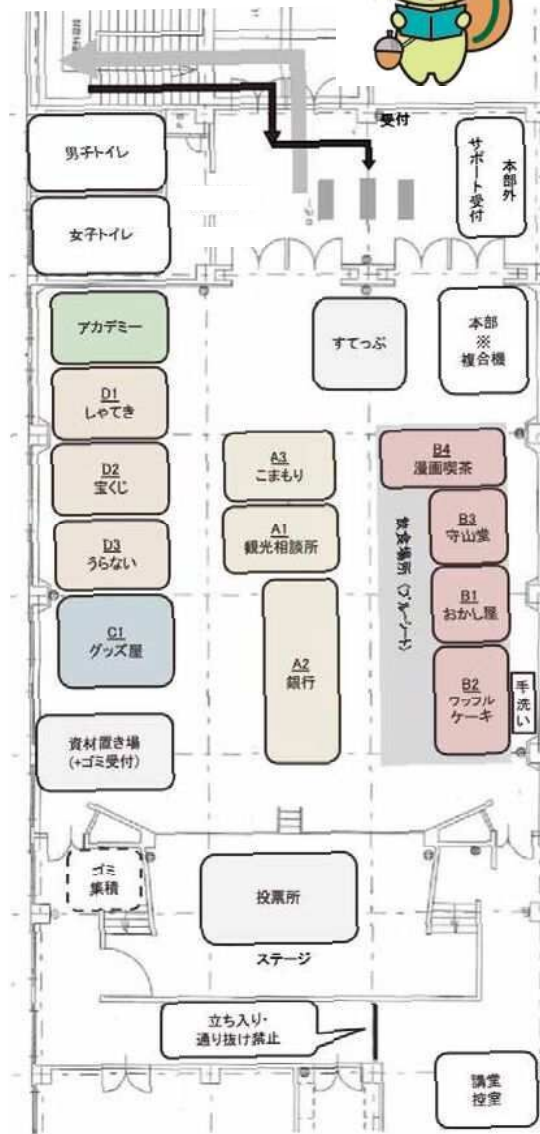 受付
男子トイレ
本部外
サポート受付
女子トイレ
アカデミー
すてっぷ
本部
※
複合機
D1
しゃてき
A3
こまもり
B4
漫画喫茶
D2
宝くじ
A1
観光相談所
B3
守山堂
飲食場所（ブルーシート）
D3
うらない
B1
おかし屋
C1
グッズ屋
A2
銀行
B2
ワッフル
ケーキ
手洗い
資材置き場
(+ゴミ受付)
ゴミ
集積
投票所
ステージ
立ち入り・
通り抜け禁止
講堂
控室